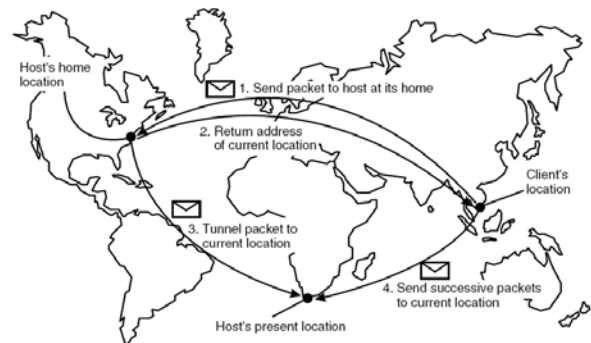 Host's home
location
1. Send packet to host at its home
2. Return address
of current location
Client's
location
3. Tunnel packet to
current location
4. Send successive packets
to current location
Host's present location